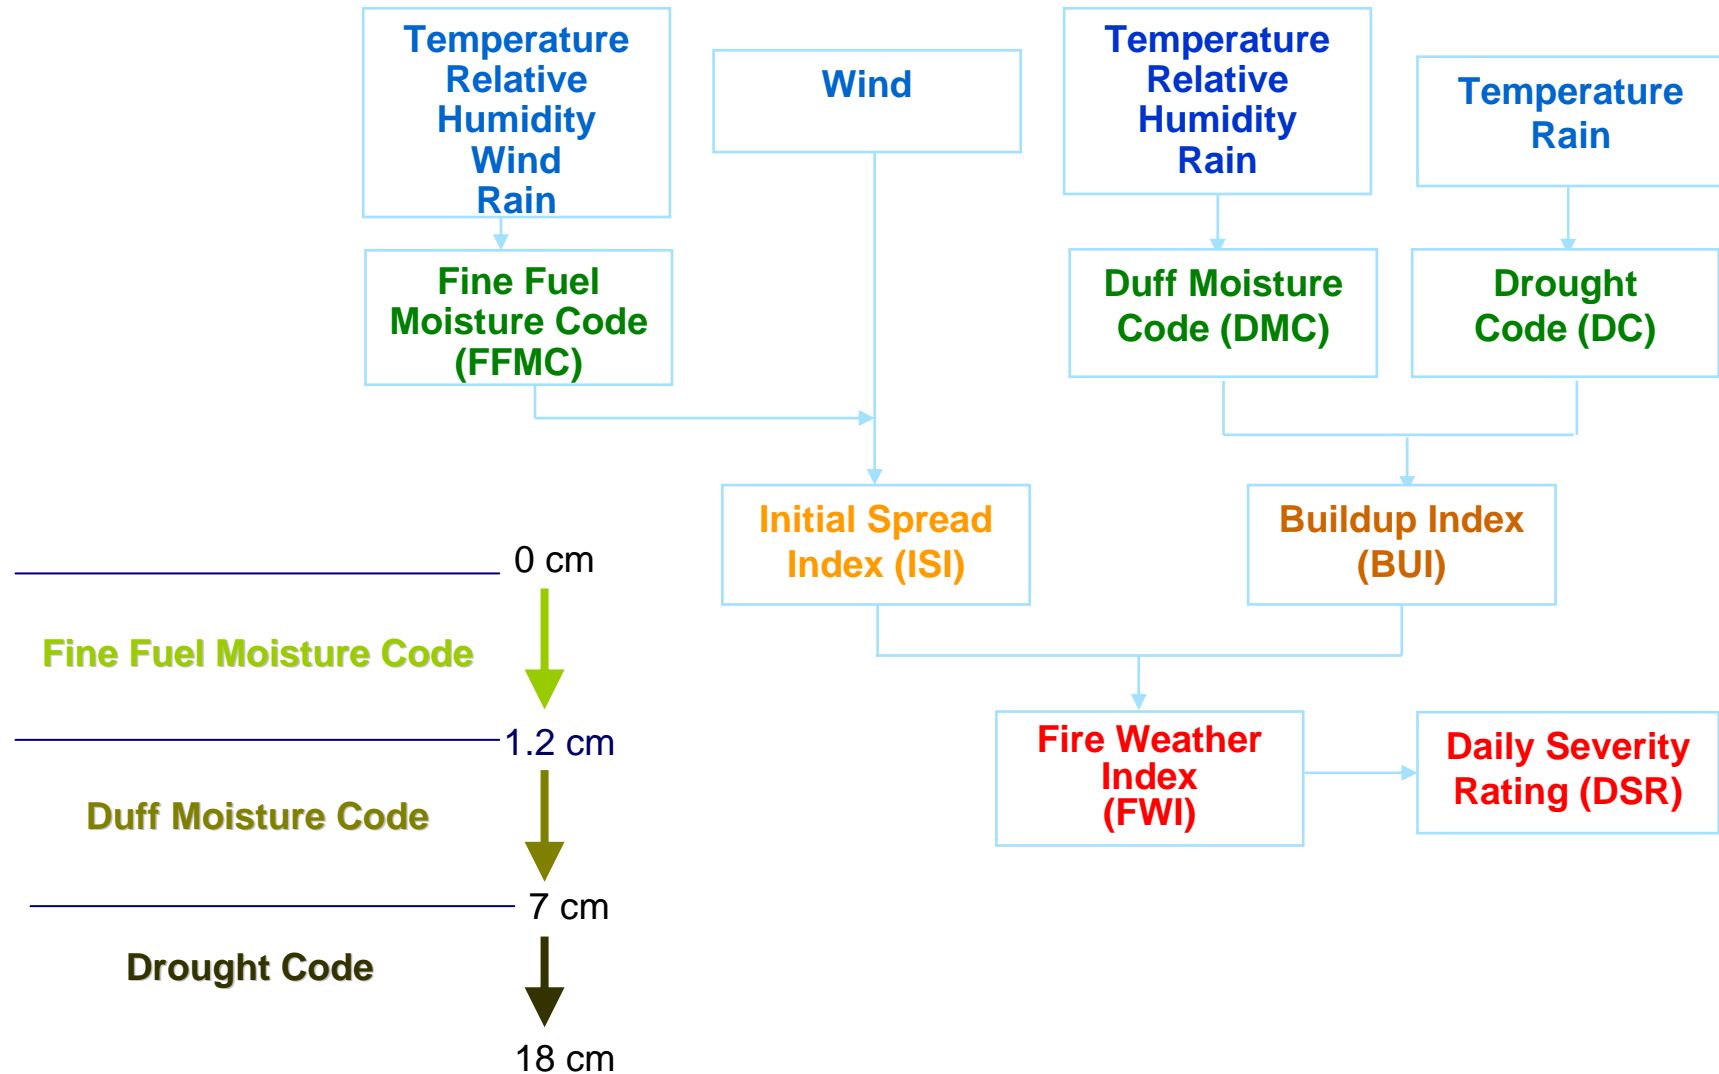 Temperature
Relative
Humidity
Wind
Rain
Wind
Temperature
Relative
Humidity
Rain
Temperature
Rain
Fine Fuel
Moisture Code
(FFMC)
Duff Moisture
Code (DMC)
Drought
Code (DC)
Initial Spread
Index (ISI)
Buildup Index
(BUI)
Fire Weather
Index
(FWI)
Daily Severity
Rating (DSR)
0 cm
Fine Fuel Moisture Code
1.2 cm
Duff Moisture Code
7 cm
Drought Code
18 cm